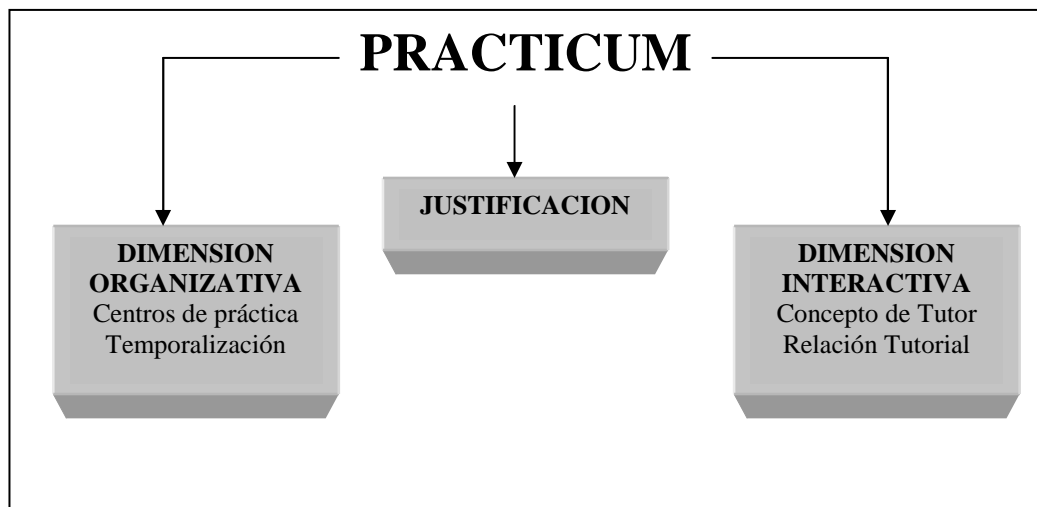 PRACTICUM
JUSTIFICACION
DIMENSION
ORGANIZATIVA
Centros de práctica
Temporalización
DIMENSION
INTERACTIVA
Concepto de Tutor
Relación Tutorial